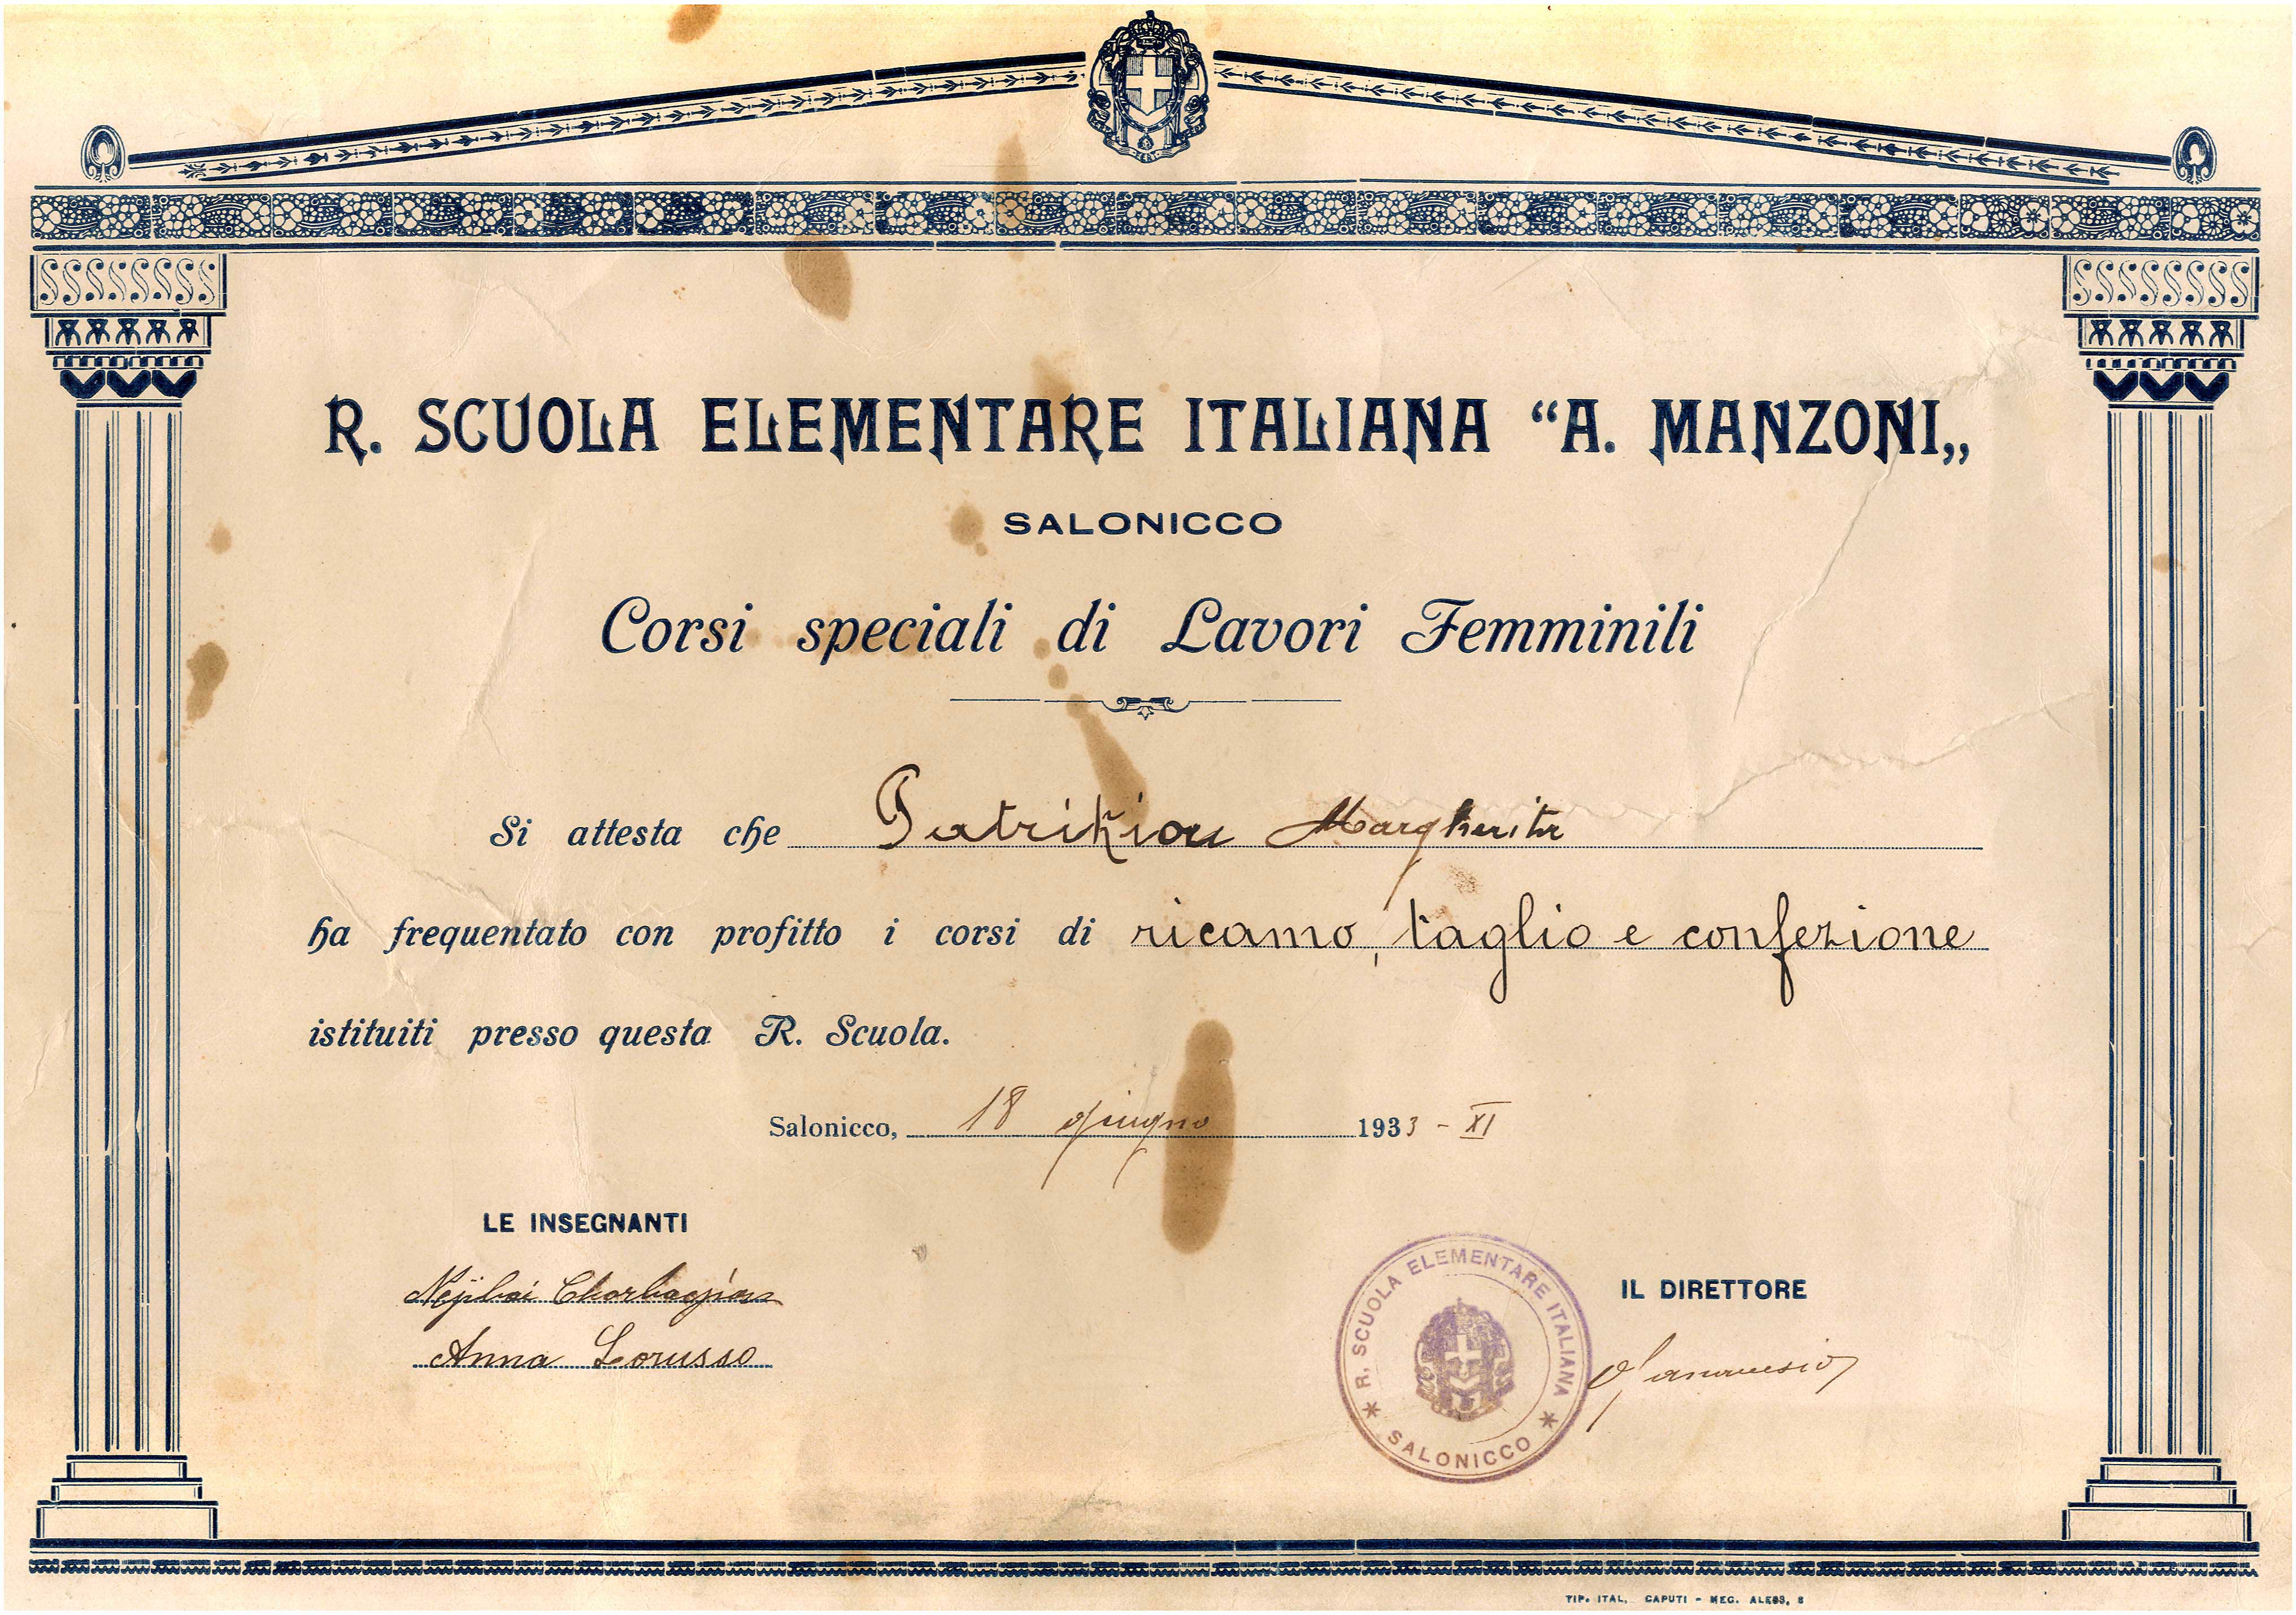 FERT
R. SCUOLA ELEMENTARE ITALIANA “A. MANZONI„
SALONICCO
Corsi speciali di Lavori Femminili
Si attesta che Patrikiou Margherita
ha frequentato con profitto i corsi di ricamo, taglio e confezione
istituiti presso questa R. Scuola.
Salonicco, 18 giugno 1933 - XI
LE INSEGNANTI
Anna Lorusso
R. SCUOLA ELEMENTARE ITALIANA
* SALONICCO *
IL DIRETTORE
TIP. ITAL. CAPUTI - MEG. ALEXS, 8